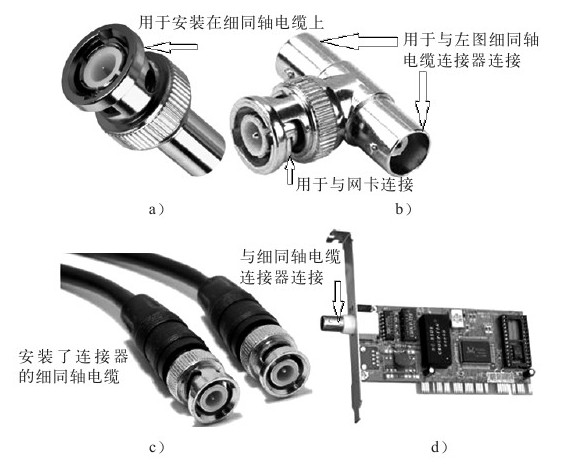 用于安装在细同轴电缆上
用于与左图细同轴
电缆连接器连接
用于与网卡连接
a）
b）
与细同轴电缆
连接器连接
安装了连接器
的细同轴电缆
c）
d）